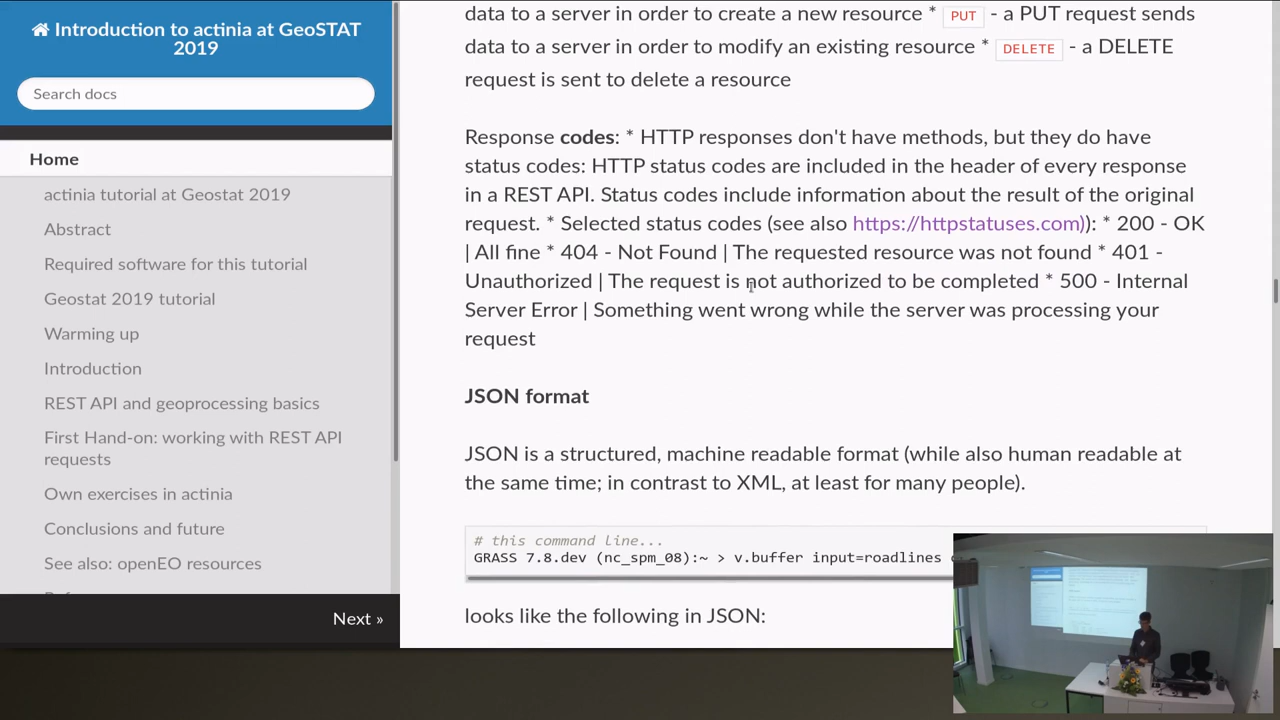 Introduction to actinia at GeoSTAT
2019
Search docs
Home
actinia tutorial at Geostat 2019
Abstract
Required software for this tutorial
Geostat 2019 tutorial
Warming up
Introduction
REST API and geoprocessing basics
First Hand-on: working with REST API
requests
Own exercises in actinia
Conclusions and future
See also: openEO resources
Next »
data to a server in order to create a new resource * PUT - a PUT request sends
data to a server in order to modify an existing resource * DELETE - a DELETE
request is sent to delete a resource
Response codes: * HTTP responses don't have methods, but they do have
status codes: HTTP status codes are included in the header of every response
in a REST API. Status codes include information about the result of the original
request. * Selected status codes (see also https://httpstatuses.com)): * 200 - OK
| All fine * 404 - Not Found | The requested resource was not found * 401 -
Unauthorized | The request is not authorized to be completed * 500 - Internal
Server Error | Something went wrong while the server was processing your
request
JSON format
JSON is a structured, machine readable format (while also human readable at
the same time; in contrast to XML, at least for many people).
# this command line...
GRASS 7.8.dev (nc_spm_08):~ > v.buffer input=roadlines
looks like the following in JSON: